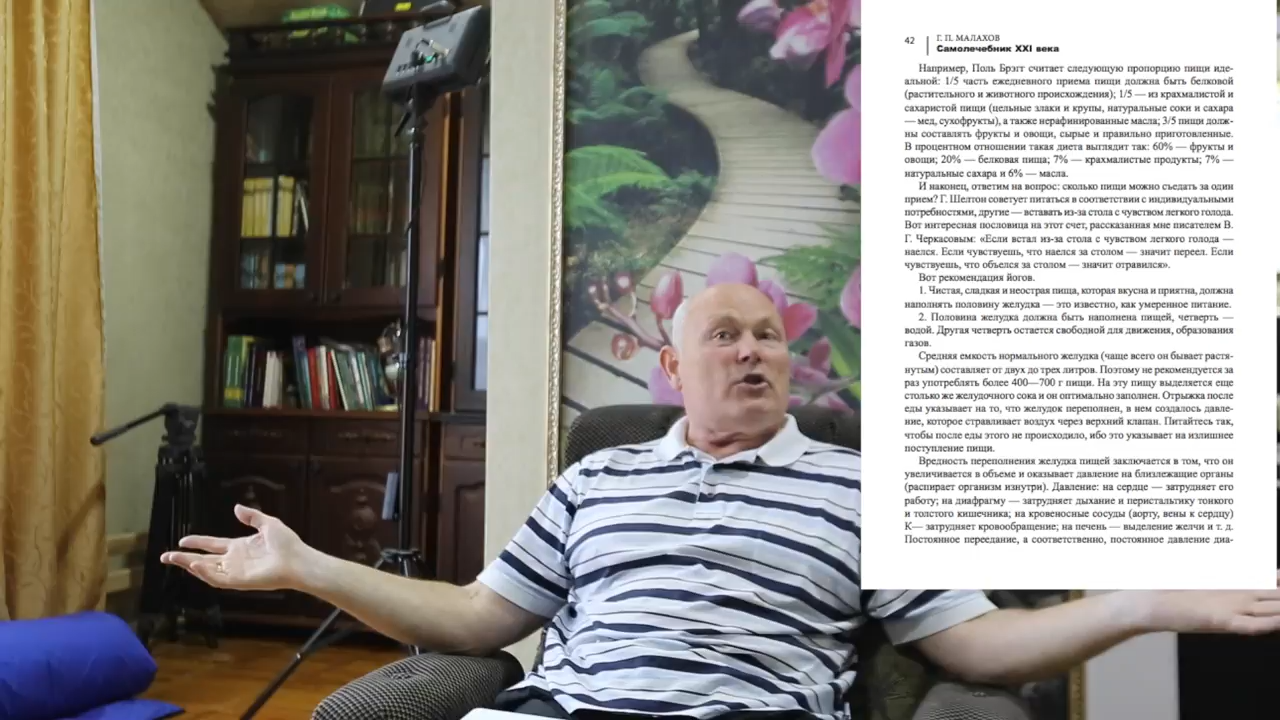 42
Г. П. МАЛАХОВ
Самолечебник XXI века
Например, Поль Брэгг считает следующую пропорцию пищи иде-
альной: 1/5 часть ежедневного приема пищи должна быть белковой
(растительного и животного происхождения); 1/5 — из крахмалистой и
сахаристой пищи (цельные злаки и крупы, натуральные соки и сахара
— мед, сухофрукты), а также нерафинированные масла; 3/5 пищи долж-
ны составлять фрукты и овощи, сырые и правильно приготовленные.
В процентном отношении такая диета выглядит так: 60% — фрукты и
овощи; 20% — белковая пища; 7% — крахмалистые продукты; 7% —
натуральные сахара и 6% — масла.
И наконец, ответим на вопрос: сколько пищи можно съедать за один
прием? Г. Шелтон советует питаться в соответствии с индивидуальными
потребностями, другие — вставать из-за стола с чувством легкого голода.
Вот интересная пословица на этот счет, рассказанная мне писателем В.
Г. Черкасовым: «Если встал из-за стола с чувством легкого голода —
наелся. Если чувствуешь, что наелся за столом — значит переел. Если
чувствуешь, что объелся за столом — значит отравился».
Вот рекомендация йогов.
1. Чистая, сладкая и неострая пища, которая вкусна и приятна, должна
наполнять половину желудка — это известно, как умеренное питание.
2. Половина желудка должна быть наполнена пищей, четверть —
водой. Другая четверть остается свободной для движения, образования
газов.
Средняя емкость нормального желудка (чаще всего он бывает растя-
нутым) составляет от двух до трех литров. Поэтому не рекомендуется за
раз употреблять более 400—700 г пищи. На эту пищу выделяется еще
столько же желудочного сока и он оптимально заполнен. Отрыжка после
еды указывает на то, что желудок переполнен, в нем создалось давле-
ние, которое стравливает воздух через верхний клапан. Питайтесь так,
чтобы после еды этого не происходило, ибо это указывает на излишнее
поступление пищи.
Вредность переполнения желудка пищей заключается в том, что он
увеличивается в объеме и оказывает давление на близлежащие органы
(распирает организм изнутри). Давление: на сердце — затрудняет его
работу; на диафрагму — затрудняет дыхание и перистальтику тонкого
и толстого кишечника; на кровеносные сосуды (аорту, вены к сердцу)
К— затрудняет кровообращение; на печень — выделение желчи и т. д.
Постоянное переедание, а соответственно, постоянное давление диа-